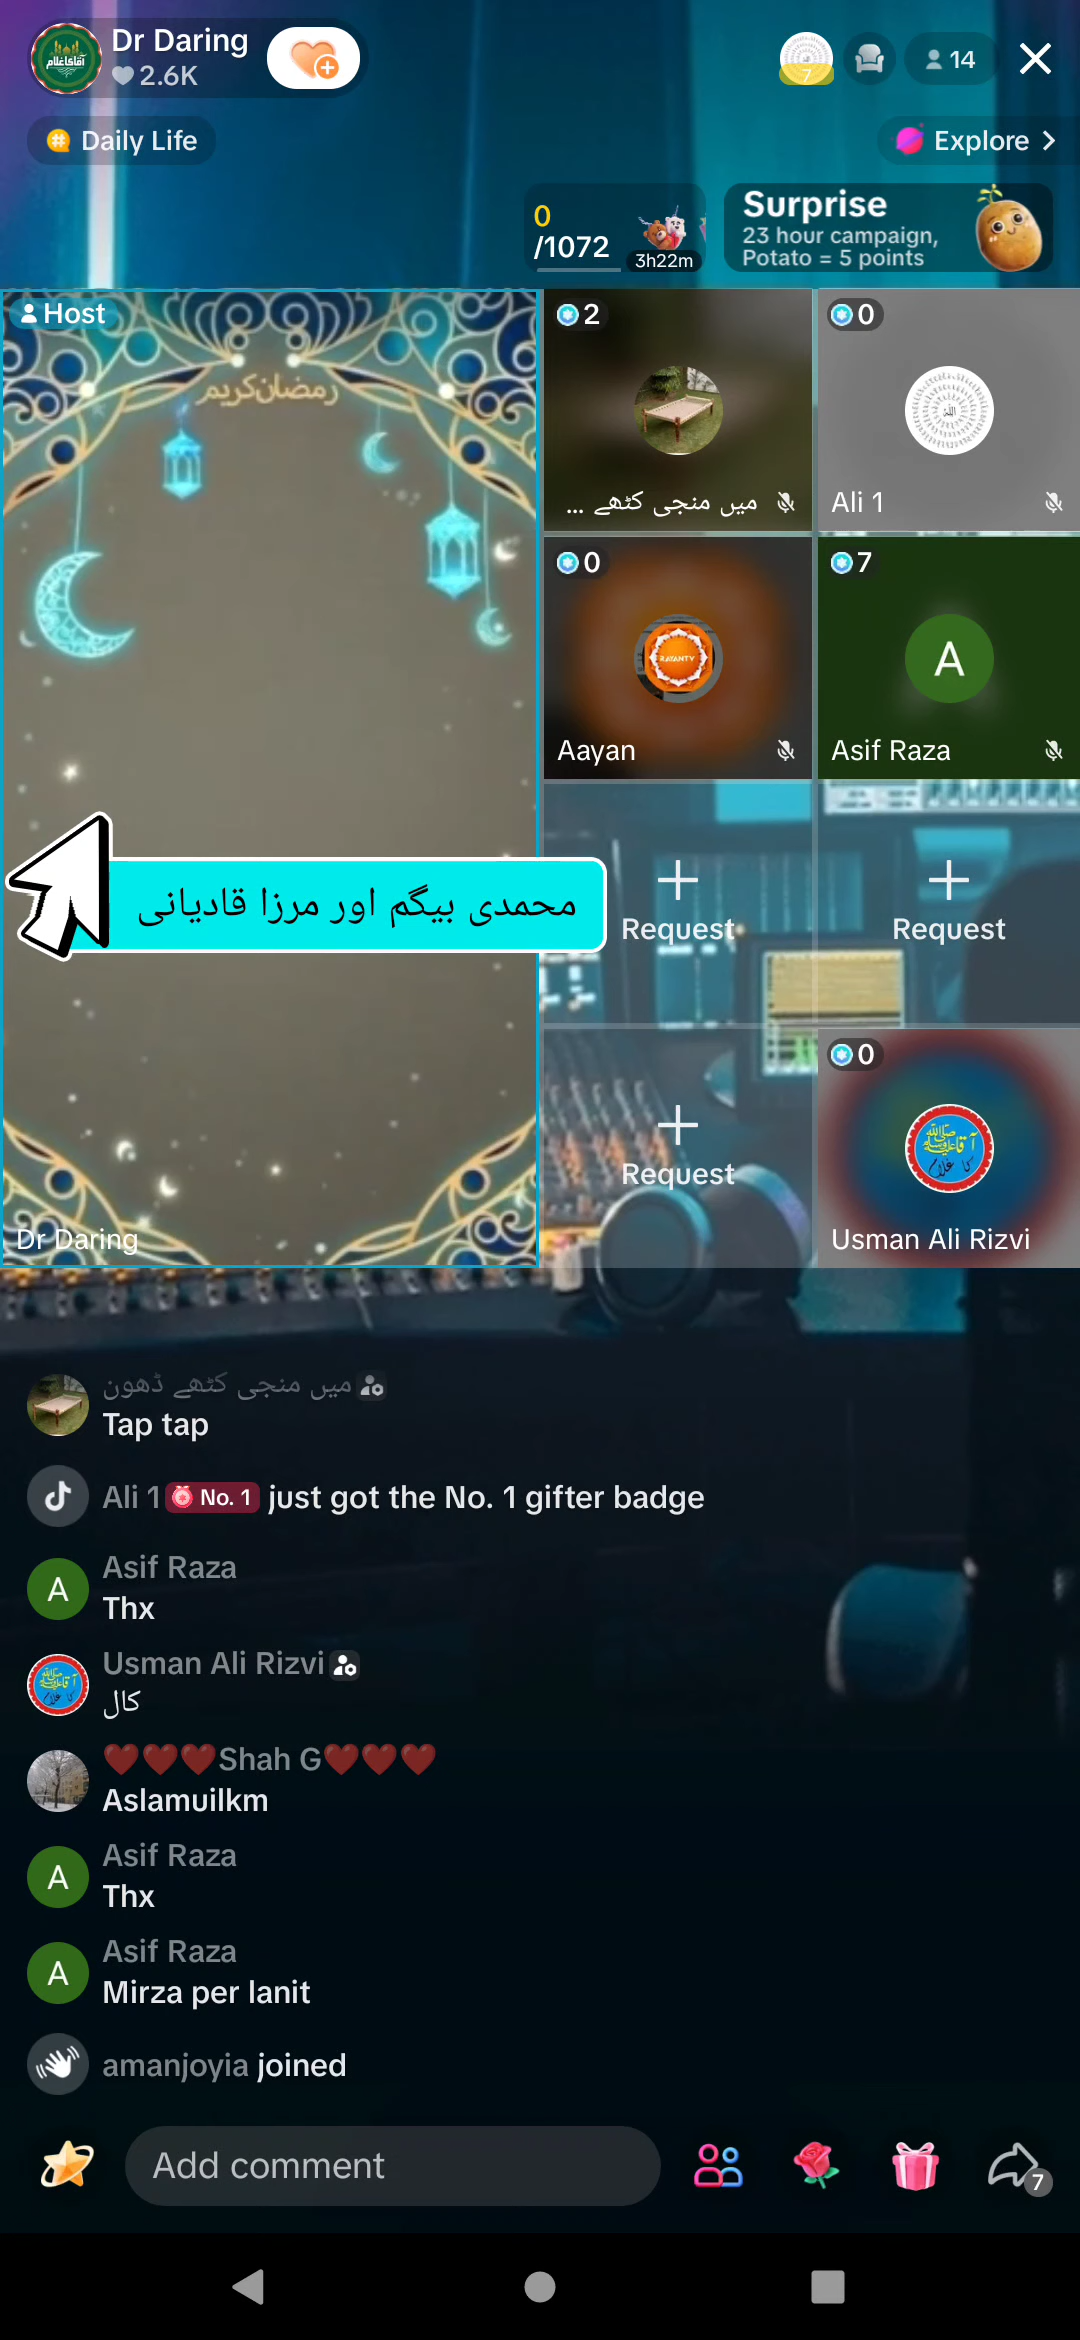 Dr Daring
2.6K
7
14
Daily Life
Explore
0
/1072
3h22m
Surprise
23 hour campaign,
Potato = 5 points
Host
رمضان كريم
2
میں منجی کٹھے ...
0
Ali 1
0
RAYAN TV
Aayan
7
A
Asif Raza
محمدی بیگم اور مرزا قادیانی
Request
Request
Request
0
Usman Ali Rizvi
Dr Daring
میں منجی کٹھے ڈھون
Tap tap
Ali 1 No. 1 just got the No. 1 gifter badge
A
Asif Raza
Thx
Usman Ali Rizvi
کال
❤️❤️❤️Shah G❤️❤️❤️
Aslamuilkm
A
Asif Raza
Thx
A
Asif Raza
Mirza per lanit
amanjoyia joined
Add comment
7